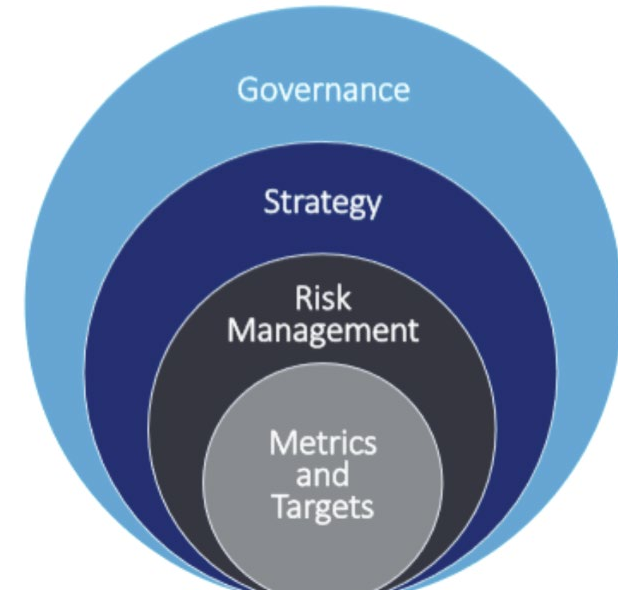 Governance
Strategy
Risk
Management
Metrics
and
Targets